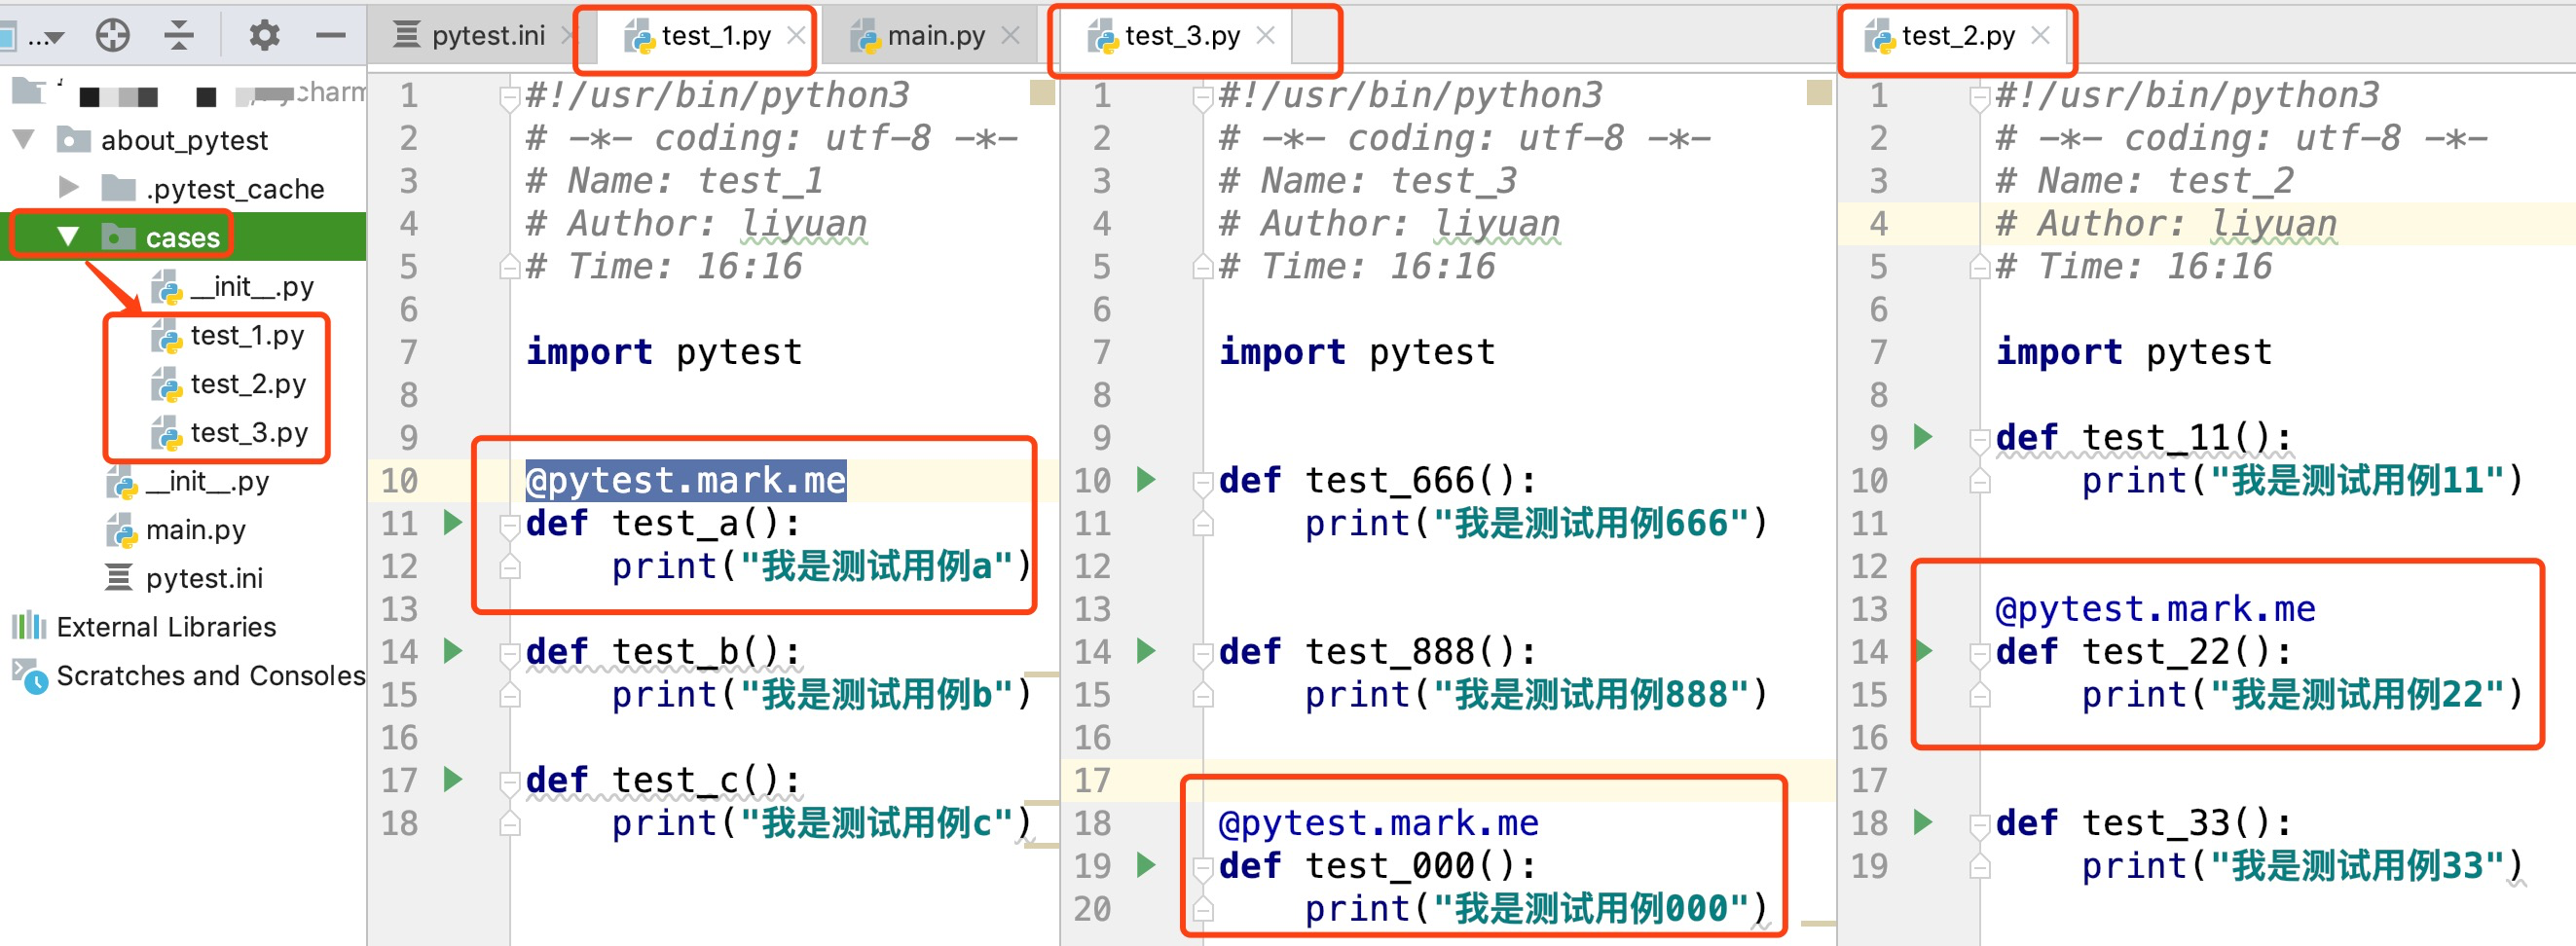 ...
pytest.ini
test_1.py
main.py
test_3.py
test_2.py
about_pytest
.pytest_cache
cases
__init__.py
test_1.py
test_2.py
test_3.py
__init__.py
main.py
pytest.ini
External Libraries
Scratches and Consoles
1 #!/usr/bin/python3
2 # -*- coding: utf-8 -*-
3 # Name: test_1
4 # Author: liyuan
5 # Time: 16:16
6
7 import pytest
8
9
10 @pytest.mark.me
11 def test_a():
12 print("我是测试用例a")
13
14 def test_b():
15 print("我是测试用例b")
16
17 def test_c():
18 print("我是测试用例c")
1 #!/usr/bin/python3
2 # -*- coding: utf-8 -*-
3 # Name: test_3
4 # Author: liyuan
5 # Time: 16:16
6
7 import pytest
8
9
10 def test_666():
11 print("我是测试用例666")
12
13
14 def test_888():
15 print("我是测试用例888")
16
17
18 @pytest.mark.me
19 def test_000():
20 print("我是测试用例000")
1 #!/usr/bin/python3
2 # -*- coding: utf-8 -*-
3 # Name: test_2
4 # Author: liyuan
5 # Time: 16:16
6
7 import pytest
8
9 def test_11():
10 print("我是测试用例11")
11
12
13 @pytest.mark.me
14 def test_22():
15 print("我是测试用例22")
16
17
18 def test_33():
19 print("我是测试用例33")